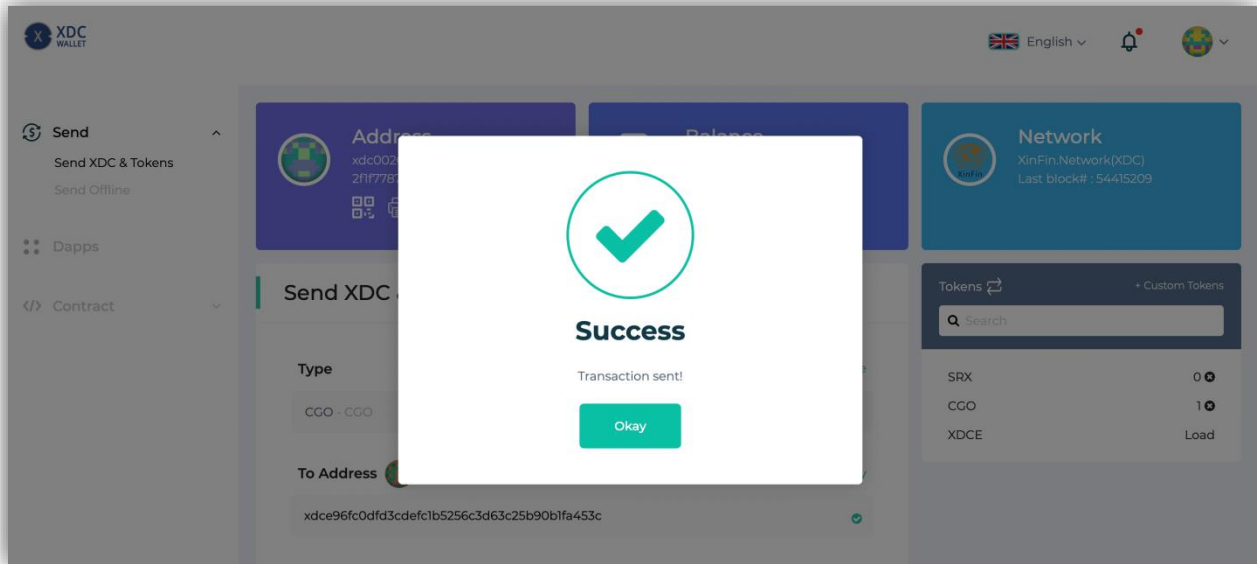 XDC
WALLET
English
Send
Send XDC & Tokens
Send Offline
Dapps
Contract
Address
xdc002
2f1f778
Balance
Network
XinFin.Network(XDC)
Last block# : 54415209
XinFin
Send XDC
Type
CGO - CGO
To Address
xdce96fc0dfd3cdefc1b5256c3d63c25b90b1fa453c
Success
Transaction sent!
Okay
Tokens
+ Custom Tokens
Search
SRX 0
CGO 1
XDCE Load